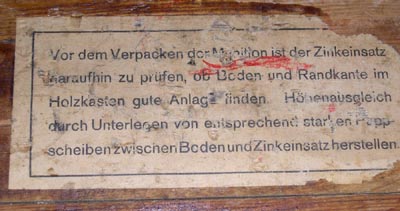 Vor dem Verpacken der Munition ist der Zinkeinsatz
daraufhin zu prüfen, ob Boden und Randkante im
Holzkasten gute Anlage finden. Höhenausgleich
durch Unterlegen von entsprechend starken Papp-
scheiben zwischen Boden und Zinkeinsatz herstellen.